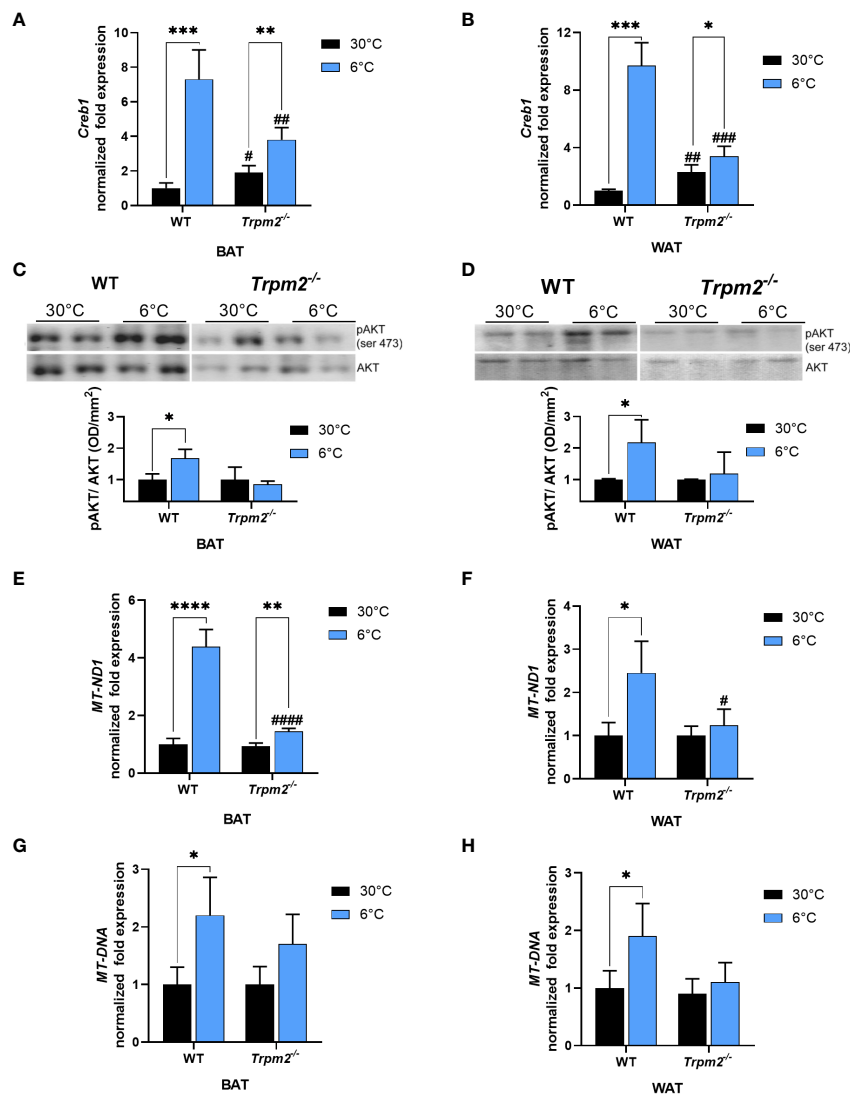 A
Creb1
normalized fold expression
10
8
6
4
2
0
***
**
#
##
30°C
6°C
WT
Trpm2-/-
BAT
B
Creb1
normalized fold expression
12
9
6
3
0
***
*
##
###
30°C
6°C
WT
Trpm2-/-
WAT
C
WT
Trpm2-/-
30°C 6°C 30°C 6°C
pAKT
(ser 473)
AKT
pAKT/ AKT (OD/mm2)
3
2
1
*
30°C
6°C
WT
Trpm2-/-
BAT
D
WT
Trpm2-/-
30°C 6°C 30°C 6°C
pAKT
(ser 473)
AKT
pAKT/ AKT (OD/mm2)
3
2
1
*
30°C
6°C
WT
Trpm2-/-
WAT
E
MT-ND1
normalized fold expression
6
4
2
0
****
**
####
30°C
6°C
WT
Trpm2-/-
BAT
F
MT-ND1
normalized fold expression
4
3
2
1
0
*
#
30°C
6°C
WT
Trpm2-/-
WAT
G
MT-DNA
normalized fold expression
3
2
1
0
*
30°C
6°C
WT
Trpm2-/-
BAT
H
MT-DNA
normalized fold expression
3
2
1
0
*
30°C
6°C
WT
Trpm2-/-
WAT